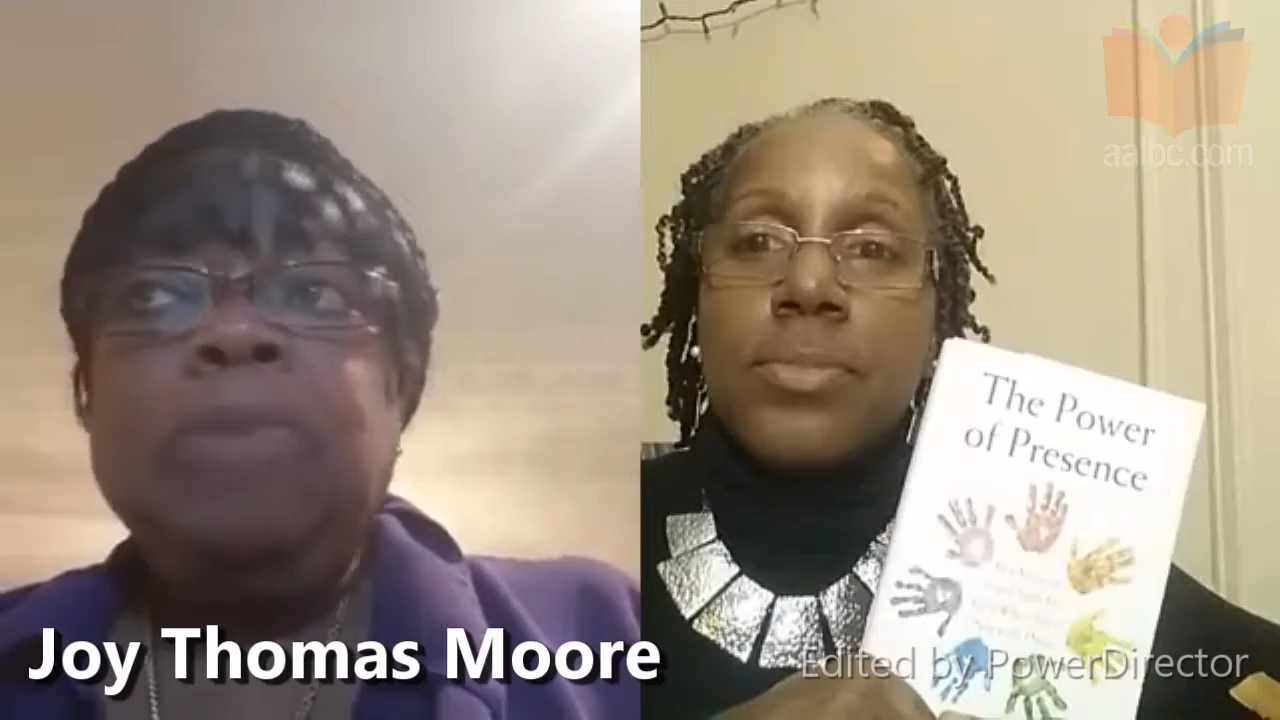 aalbc.com
The Power
of Presence
Joy Thomas Moore
Edited by PowerDirector